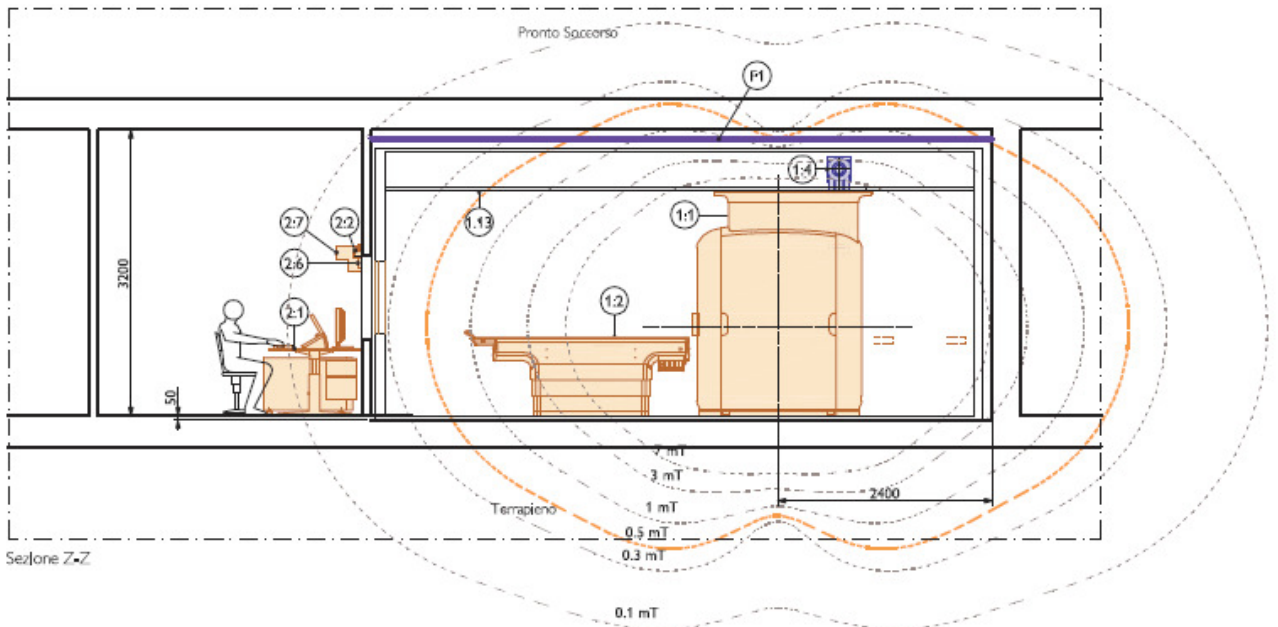 Pronto Soccorso
P1
1:4
1.13
1:1
2:7
2:2
2:6
1:2
2:1
3200
50
7 mT
3 mT
2400
1 mT
Terrapieno
0.5 mT
0.3 mT
Sezione Z-Z
0.1 mT